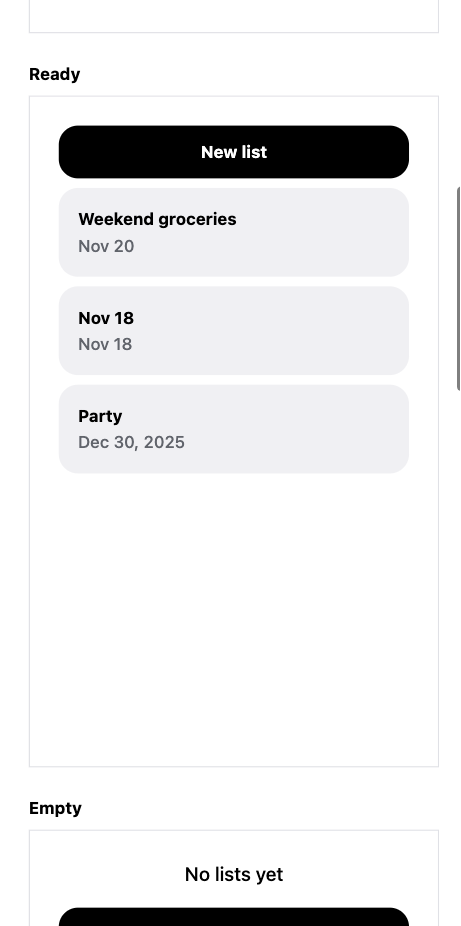 Ready
New list
Weekend groceries
Nov 20
Nov 18
Nov 18
Party
Dec 30, 2025
Empty
No lists yet